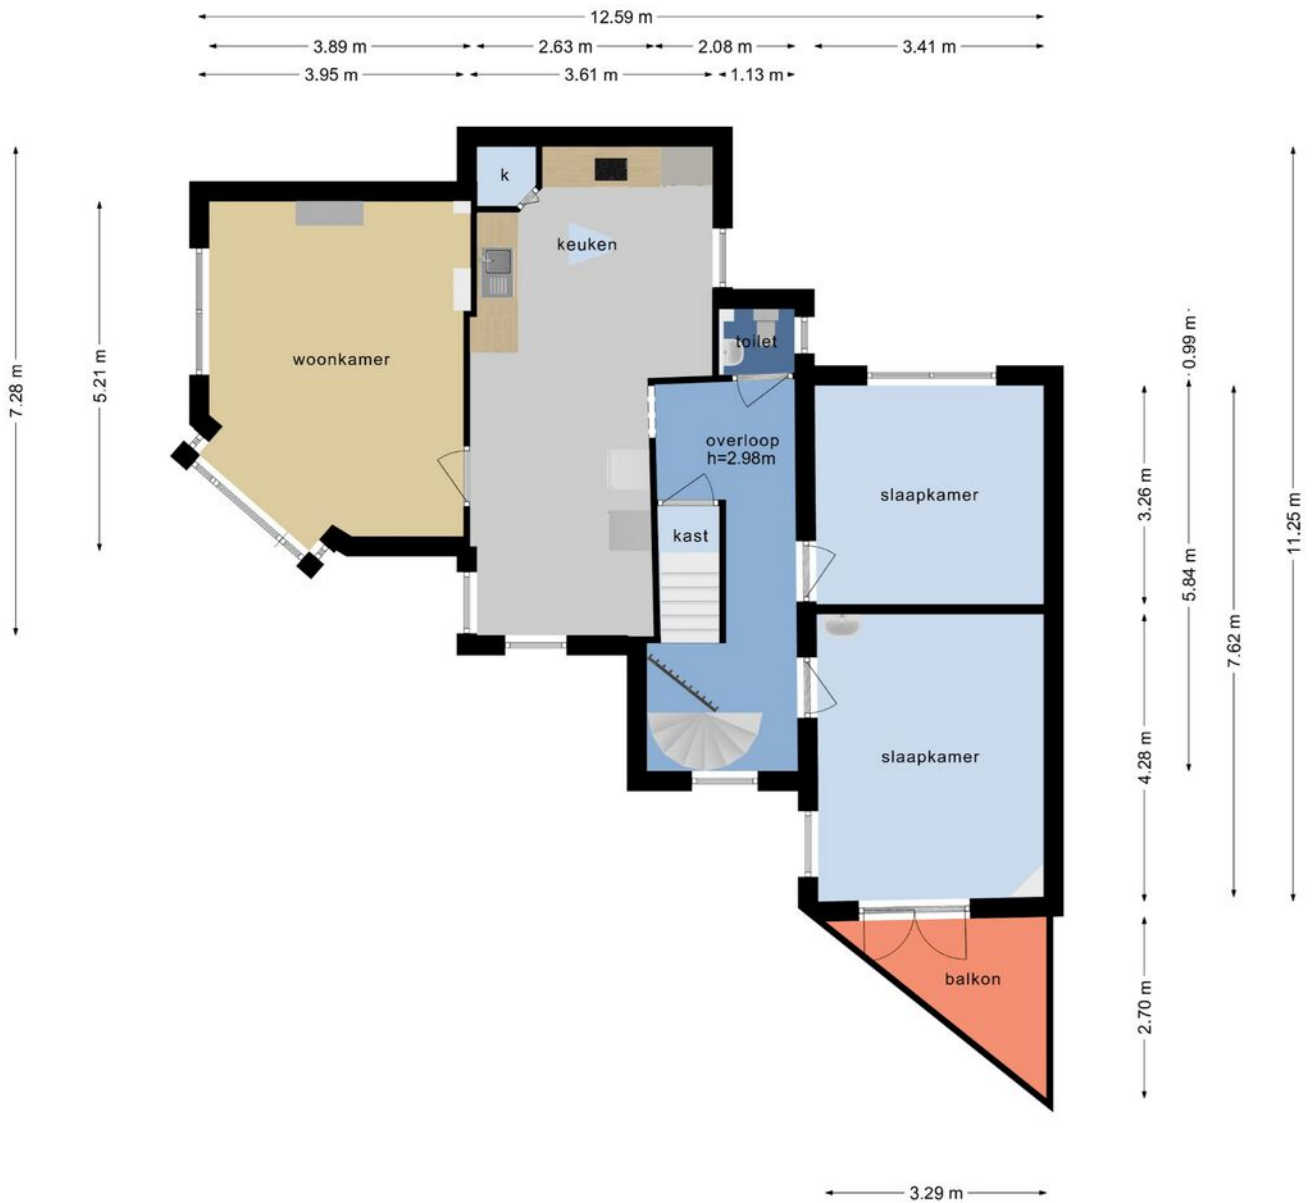 12.59 m
3.89 m
2.63 m
2.08 m
3.41 m
3.95 m
3.61 m
1.13 m
k
keuken
toilet
woonkamer
overloop
h=2.98m
slaapkamer
kast
slaapkamer
balkon
7.28 m
5.21 m
0.99 m
3.26 m
5.84 m
7.62 m
11.25 m
4.28 m
2.70 m
3.29 m